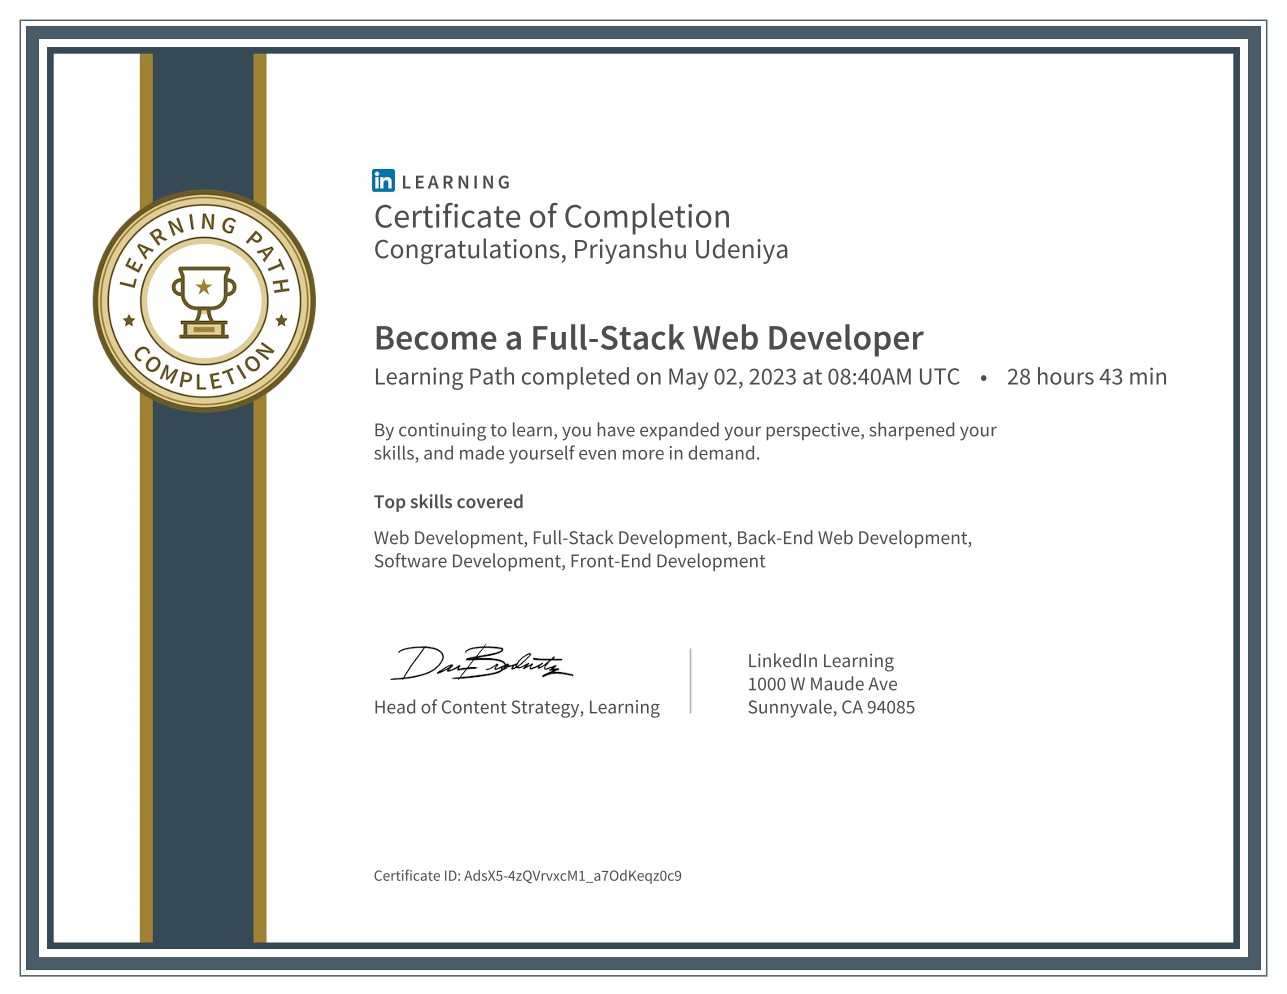 LEARNING PATH
COMPLETION
in LEARNING
Certificate of Completion
Congratulations, Priyanshu Udeniya
Become a Full-Stack Web Developer
Learning Path completed on May 02, 2023 at 08:40AM UTC • 28 hours 43 min
By continuing to learn, you have expanded your perspective, sharpened your
skills, and made yourself even more in demand.
Top skills covered
Web Development, Full-Stack Development, Back-End Web Development,
Software Development, Front-End Development
Head of Content Strategy, Learning
LinkedIn Learning
1000 W Maude Ave
Sunnyvale, CA 94085
Certificate ID: AdsX5-4zQVrvxcM1_a7OdKeqz0c9